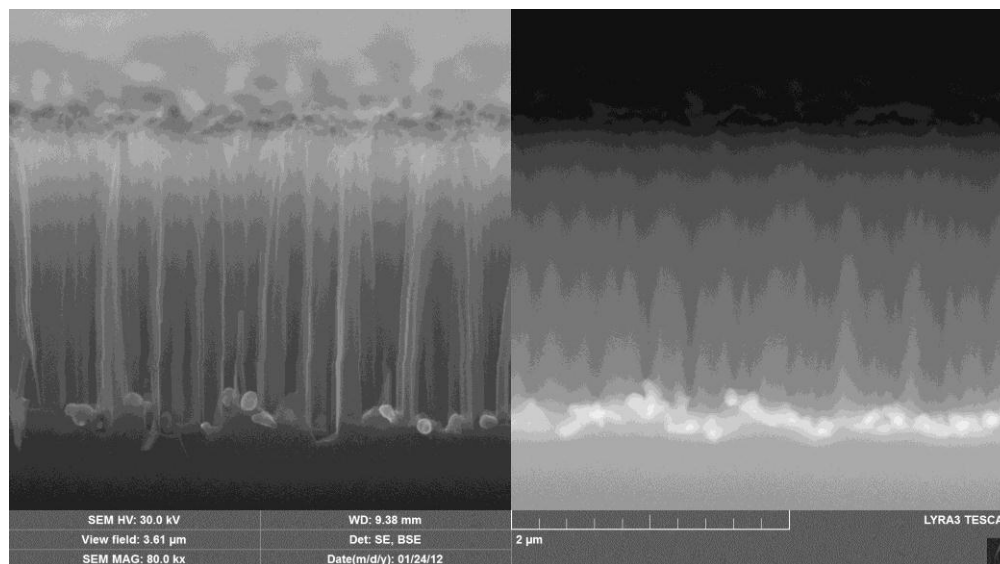 SEM HV: 30.0 kV
WD: 9.38 mm
LYRA3 TESCA
View field: 3.61 µm
Det: SE, BSE
2 µm
SEM MAG: 80.0 kx
Date(m/d/y): 01/24/12